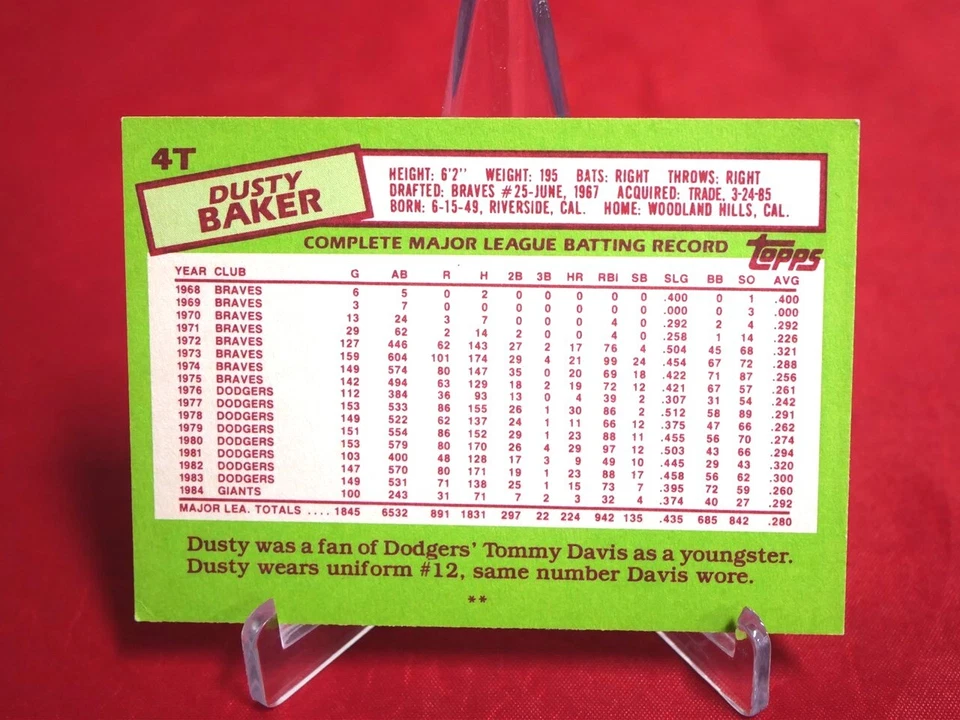 4T
DUSTY
BAKER
HEIGHT: 6'2" WEIGHT: 195 BATS: RIGHT THROWS: RIGHT
DRAFTED: BRAVES #25-JUNE, 1967 ACQUIRED: TRADE, 3-24-85
BORN: 6-15-49, RIVERSIDE, CAL. HOME: WOODLAND HILLS, CAL.
COMPLETE MAJOR LEAGUE BATTING RECORD Topps
YEAR CLUB G AB R H 2B 3B HR RBI SB SLG BB SO AVG
1968 BRAVES 6 5 0 2 0 0 0 0 0 .400 0 1 .400
1969 BRAVES 3 7 0 0 0 0 0 0 0 .000 0 3 .000
1970 BRAVES 13 24 3 7 0 0 0 4 0 .292 2 4 .292
1971 BRAVES 29 62 2 14 2 0 0 4 0 .258 1 14 .226
1972 BRAVES 127 446 62 143 27 2 17 76 4 .504 45 68 .321
1973 BRAVES 159 604 101 174 29 4 21 99 24 .454 67 72 .288
1974 BRAVES 149 574 80 147 35 0 20 69 18 .422 71 87 .256
1975 BRAVES 142 494 63 129 18 2 19 72 12 .421 67 57 .261
1976 DODGERS 112 384 36 93 13 0 4 39 2 .307 31 54 .242
1977 DODGERS 153 533 86 155 26 1 30 86 2 .512 58 89 .291
1978 DODGERS 149 522 62 137 24 1 11 66 12 .375 47 66 .262
1979 DODGERS 151 554 86 152 29 1 23 88 11 .455 56 70 .274
1980 DODGERS 153 579 80 170 26 4 29 97 12 .503 43 66 .294
1981 DODGERS 103 400 48 128 17 3 9 49 10 .445 29 43 .320
1982 DODGERS 147 570 80 171 19 1 23 88 17 .458 56 62 .300
1983 DODGERS 149 531 71 138 25 1 15 73 7 .395 72 59 .260
1984 GIANTS 100 243 31 71 7 2 3 32 4 .374 40 27 .292
MAJOR LEA. TOTALS .... 1845 6532 891 1831 297 22 224 942 135 .435 685 842 .280
Dusty was a fan of Dodgers' Tommy Davis as a youngster.
Dusty wears uniform #12, same number Davis wore.
**